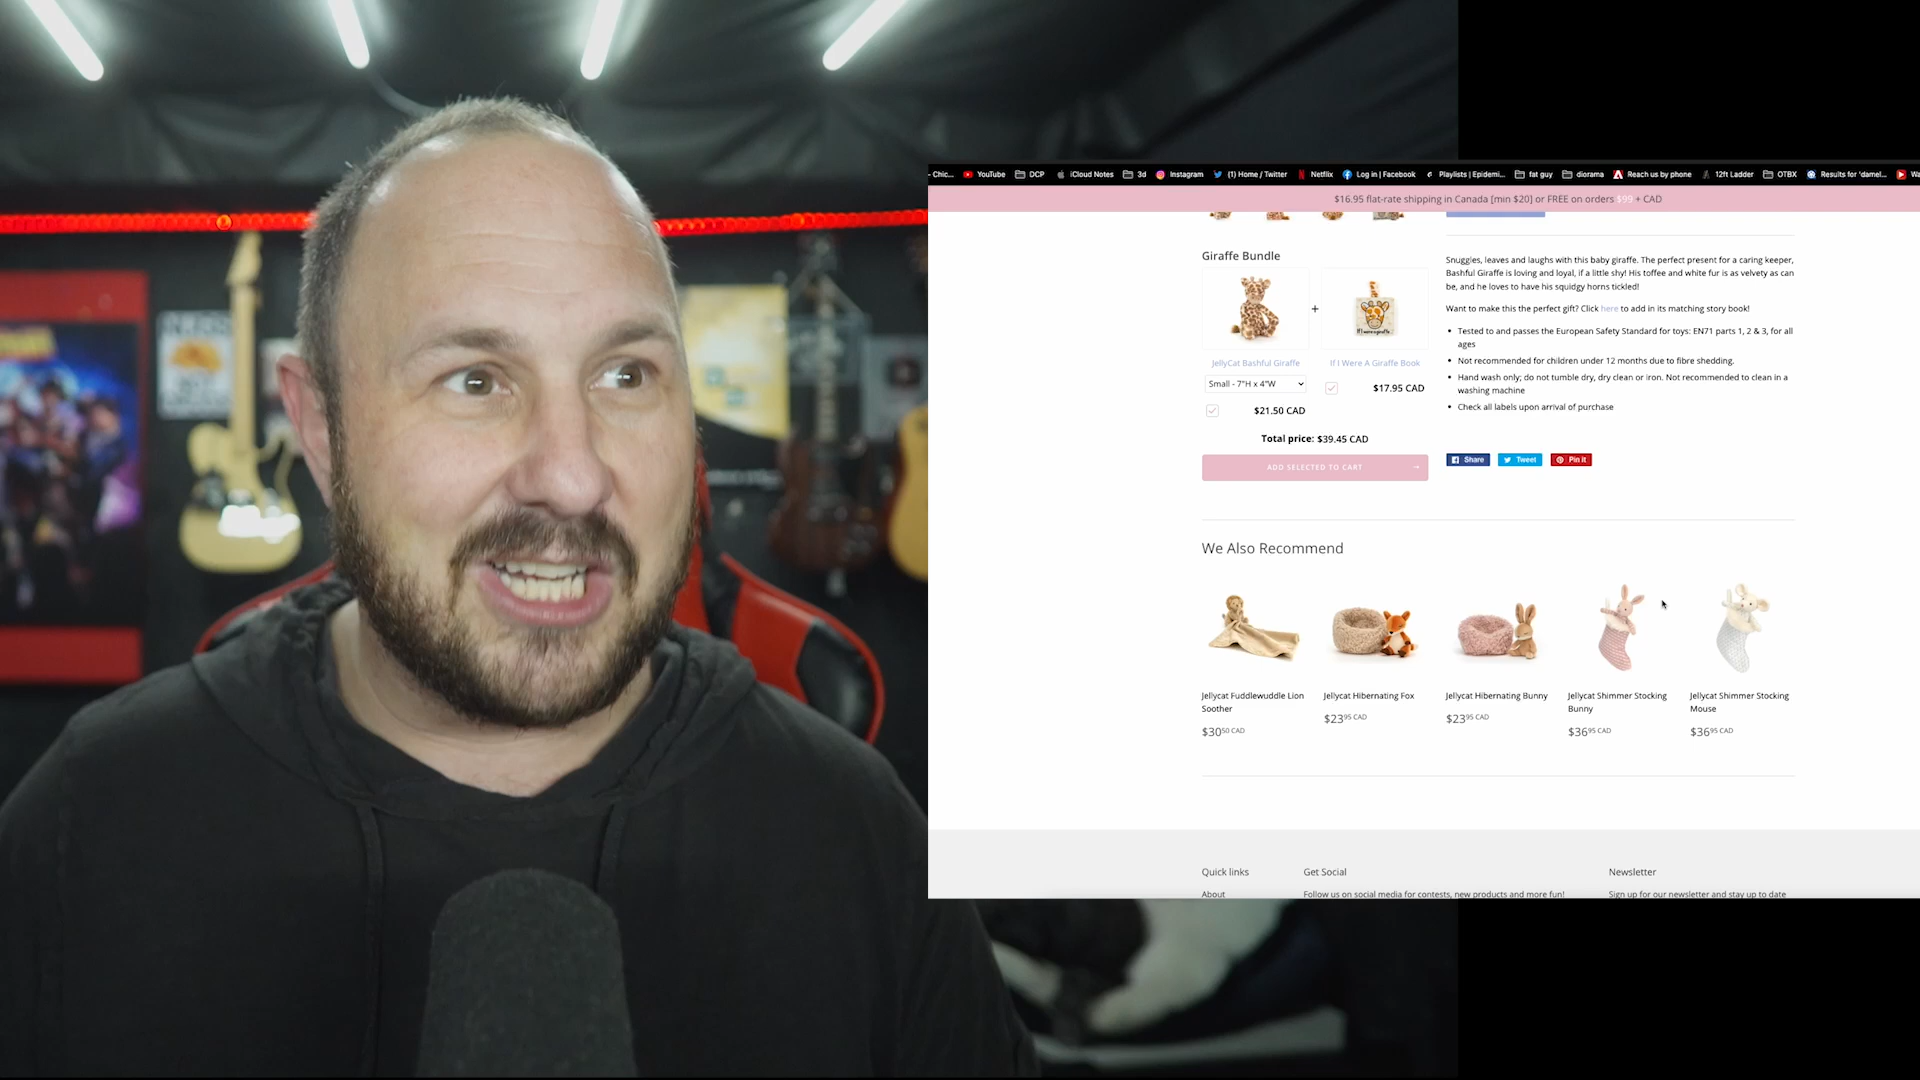 - Chic...
YouTube
DCP
iCloud Notes
3d
Instagram
(1) Home / Twitter
Netflix
Log in | Facebook
Playlists | Epidemi...
fat guy
diorama
Reach us by phone
12ft Ladder
OTBX
Results for 'damel...
$16.95 flat-rate shipping in Canada [min $20] or FREE on orders $99 + CAD
Giraffe Bundle
+
If I were a giraffe
JellyCat Bashful Giraffe
If I Were A Giraffe Book
Small - 7"H x 4"W
$17.95 CAD
$21.50 CAD
Total price: $39.45 CAD
ADD SELECTED TO CART →
Snuggles, leaves and laughs with this baby giraffe. The perfect present for a caring keeper,
Bashful Giraffe is loving and loyal, if a little shy! His toffee and white fur is as velvety as can
be, and he loves to have his squidgy horns tickled!
Want to make this the perfect gift? Click here to add in its matching story book!
• Tested to and passes the European Safety Standard for toys: EN71 parts 1, 2 & 3, for all
ages
• Not recommended for children under 12 months due to fibre shedding.
• Hand wash only; do not tumble dry, dry clean or iron. Not recommended to clean in a
washing machine
• Check all labels upon arrival of purchase
Share
Tweet
Pin it
We Also Recommend
Jellycat Fuddlewuddle Lion
Soother
$30.50 CAD
Jellycat Hibernating Fox
$23.95 CAD
Jellycat Hibernating Bunny
$23.95 CAD
Jellycat Shimmer Stocking
Bunny
$36.95 CAD
Jellycat Shimmer Stocking
Mouse
$36.95 CAD
Quick links
About
Get Social
Follow us on social media for contests, new products and more fun!
Newsletter
Sign up for our newsletter and stay up to date